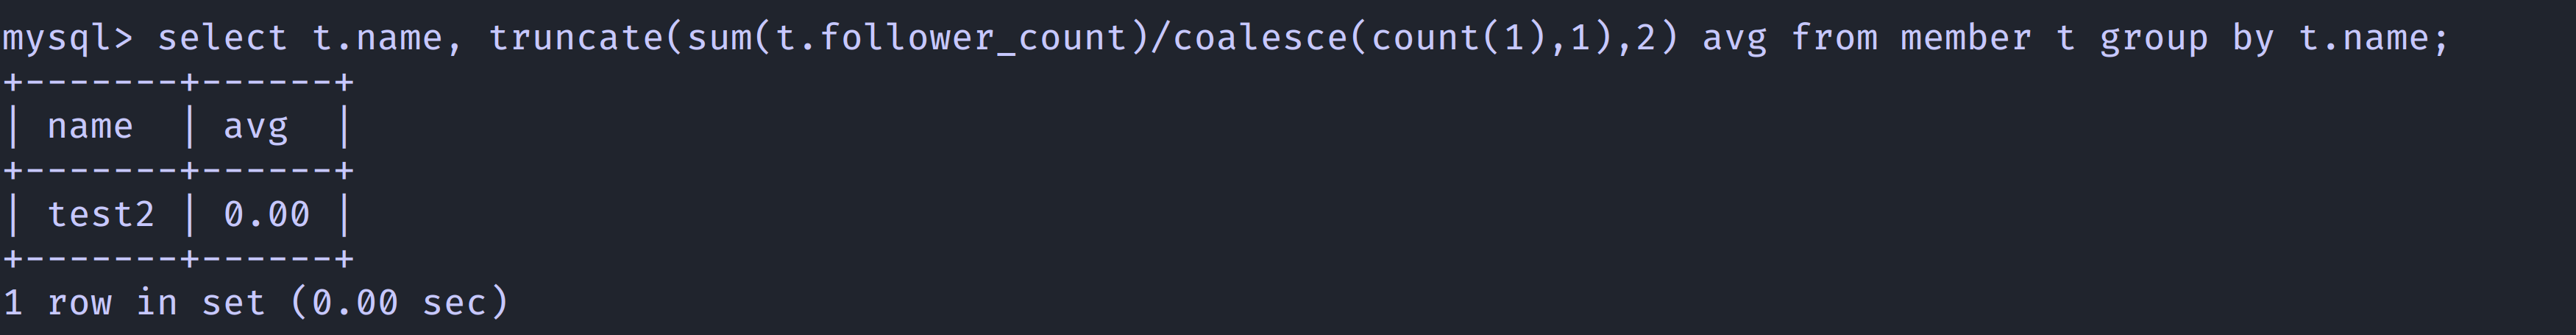 mysql> select t.name, truncate(sum(t.follower_count)/coalesce(count(1),1),2) avg from member t group by t.name;
+-------+------+
| name  | avg  |
+-------+------+
| test2 | 0.00 |
+-------+------+
1 row in set (0.00 sec)